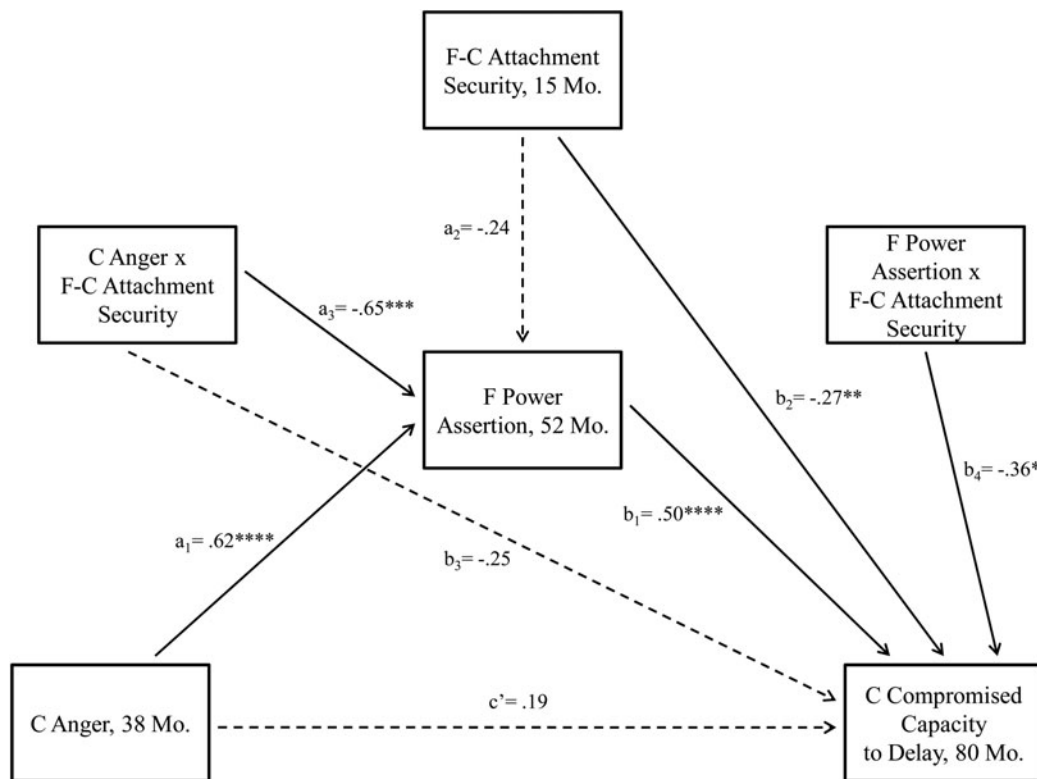 F-C Attachment
Security, 15 Mo.
C Anger x
F-C Attachment
Security
F Power
Assertion x
F-C Attachment
Security
a₂= -.24
a₃= -.65***
F Power
Assertion, 52 Mo.
b₂= -.27**
b₄= -.36*
a₁= .62****
b₃= -.25
b₁= .50****
C Anger, 38 Mo.
c’= .19
C Compromised
Capacity
to Delay, 80 Mo.